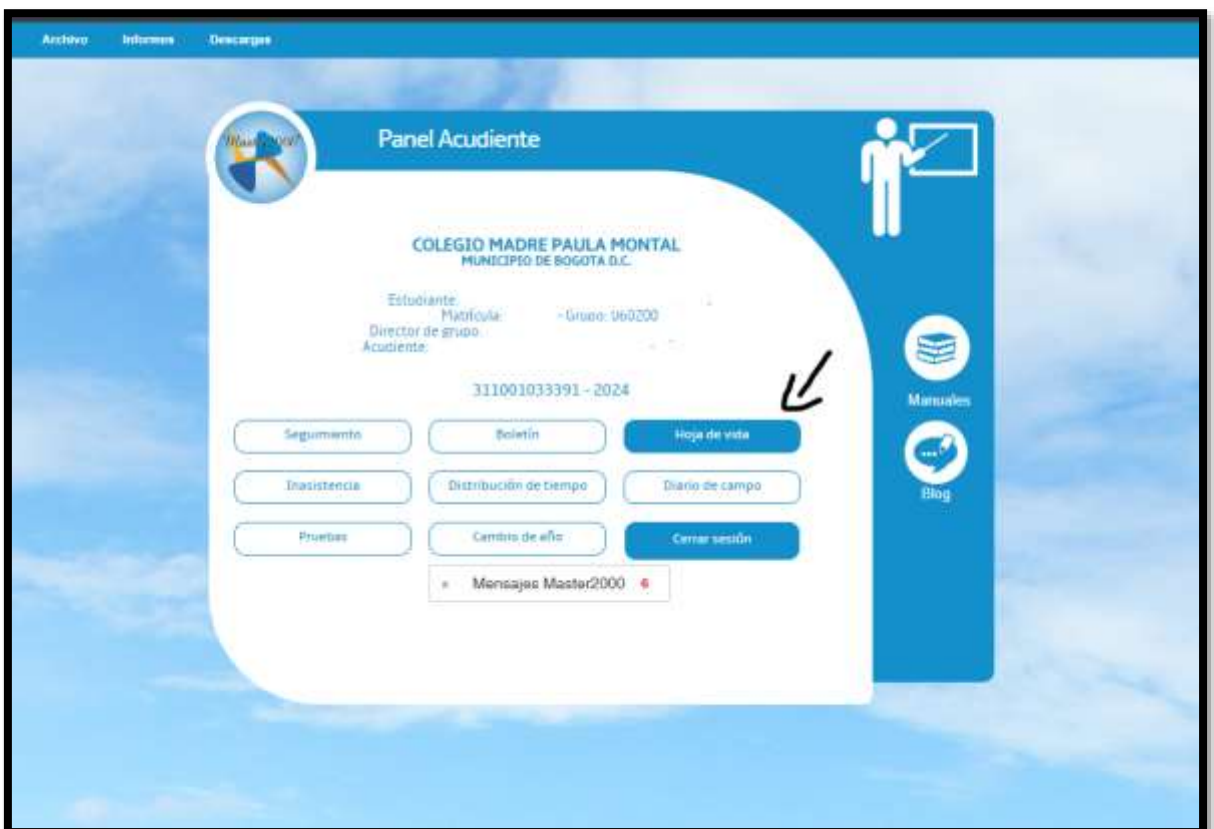 Archivo Informes Descargas
Panel Acudiente
COLEGIO MADRE PAULA MONTAL
MUNICIPIO DE BOGOTA D.C.
Estudiante:
Matrícula: - Grupo: U60200
Director de grupo:
Acudiente:
311001033391 - 2024
Seguimiento Boletín Hoja de vida
Inasistencia Distribución de tiempo Diario de campo
Pruebas Cambio de año Cerrar sesión
Mensajes Master2000 6
Manuales
Blog